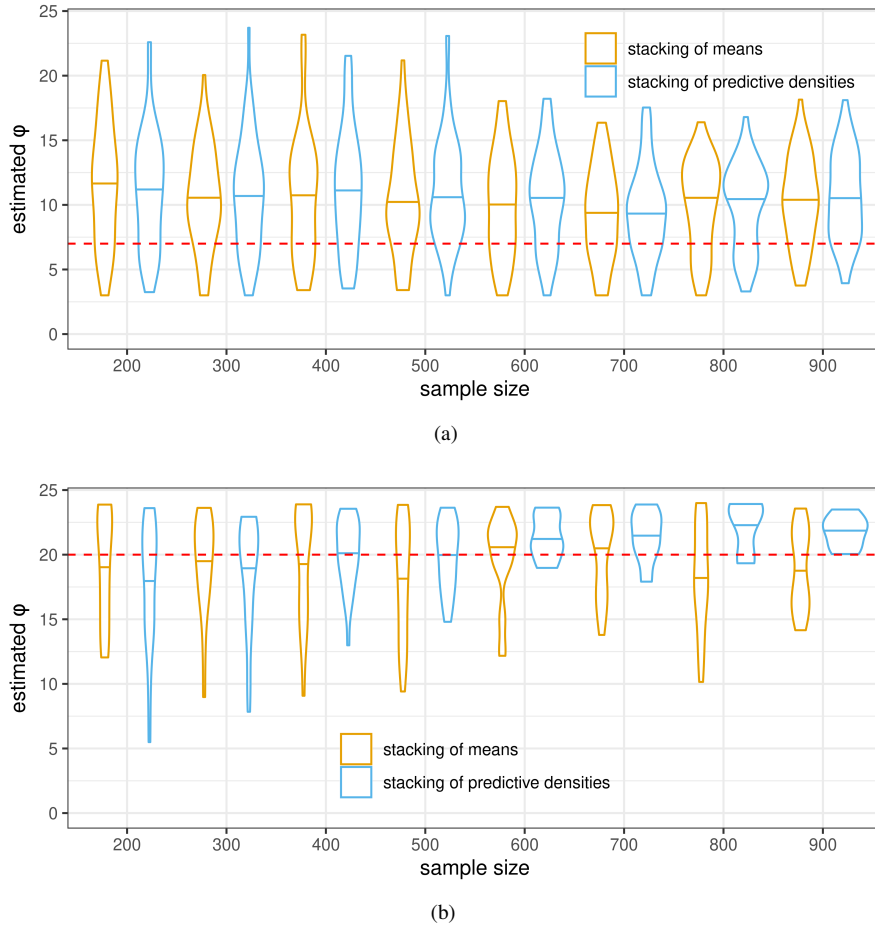 25
20
15
10
5
0
estimated φ
stacking of means
stacking of predictive densities
200 300 400 500 600 700 800 900
sample size
(a)
25
20
15
10
5
0
estimated φ
stacking of means
stacking of predictive densities
200 300 400 500 600 700 800 900
sample size
(b)